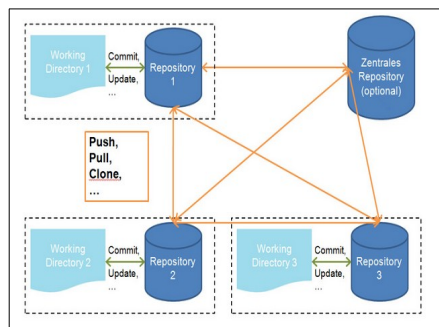 Working
Directory 1
Commit,
Update,
...
Repository
1
Zentrales
Repository
(optional)
Push,
Pull,
Clone,
...
Working
Directory 2
Commit,
Update,
...
Repository
2
Working
Directory 3
Commit,
Update,
...
Repository
3